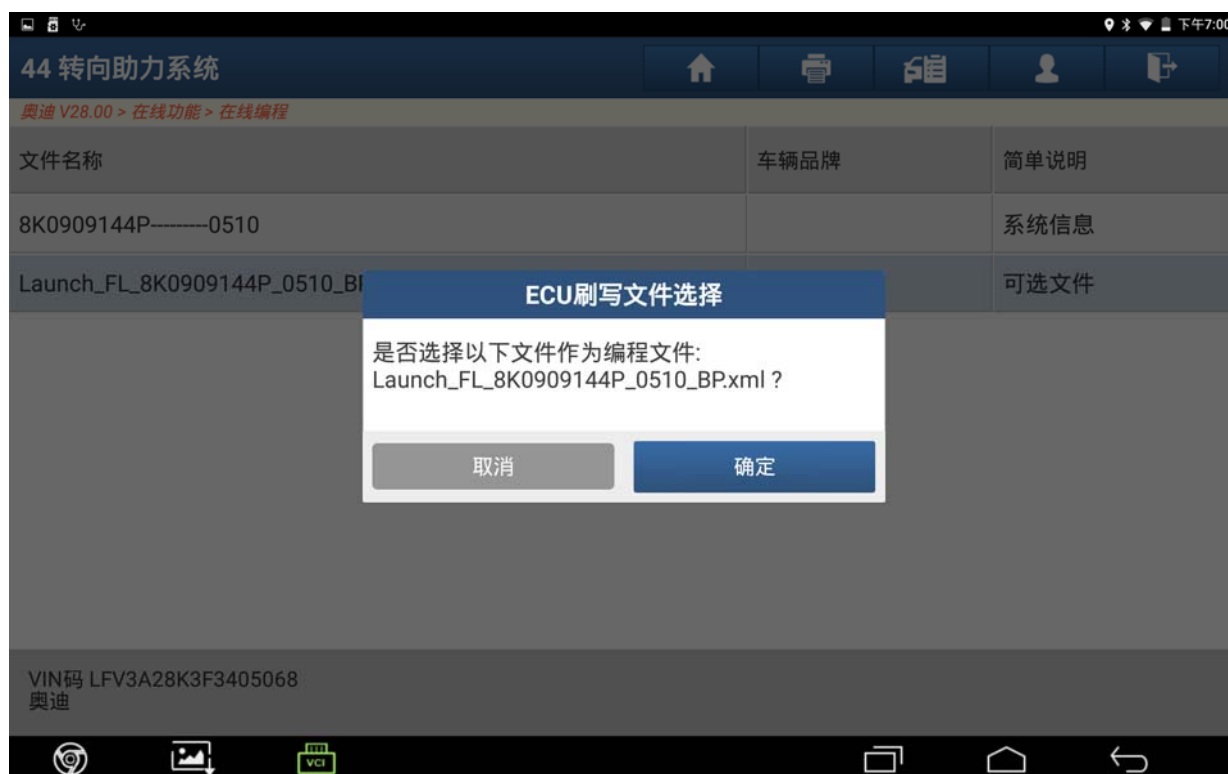 下午7:00
44 转向助力系统
奥迪 V28.00 > 在线功能 > 在线编程
文件名称 车辆品牌 简单说明
8K0909144P---------0510 系统信息
Launch_FL_8K0909144P_0510_BP 可选文件
ECU刷写文件选择
是否选择以下文件作为编程文件:
Launch_FL_8K0909144P_0510_BP.xml ?
取消 确定
VIN码 LFV3A28K3F3405068
奥迪
VCI